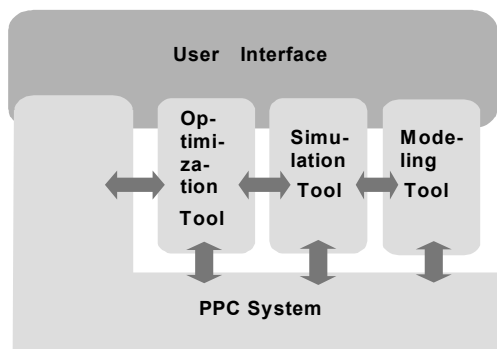 User Interface
Op-
timi-
za-
tion
Tool
Simu-
lation
Tool
Mode-
ling
Tool
PPC System